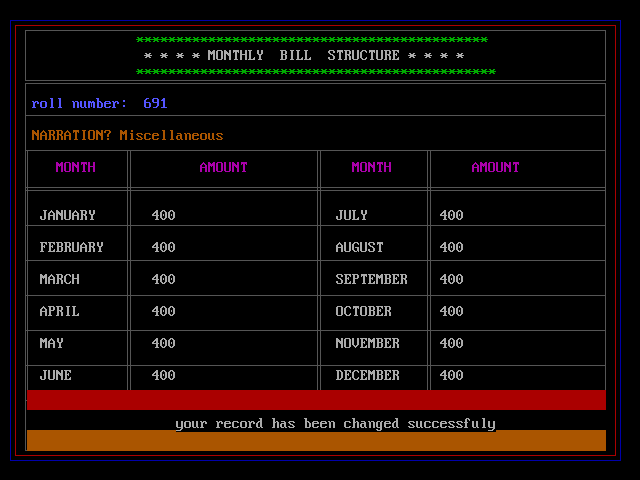 ********************************************
* * * * MONTHLY BILL STRUCTURE * * * *
*********************************************
roll number: 691
NARRATION? Miscellaneous
MONTH AMOUNT MONTH AMOUNT
JANUARY 400 JULY 400
FEBRUARY 400 AUGUST 400
MARCH 400 SEPTEMBER 400
APRIL 400 OCTOBER 400
MAY 400 NOVEMBER 400
JUNE 400 DECEMBER 400
your record has been changed successfuly